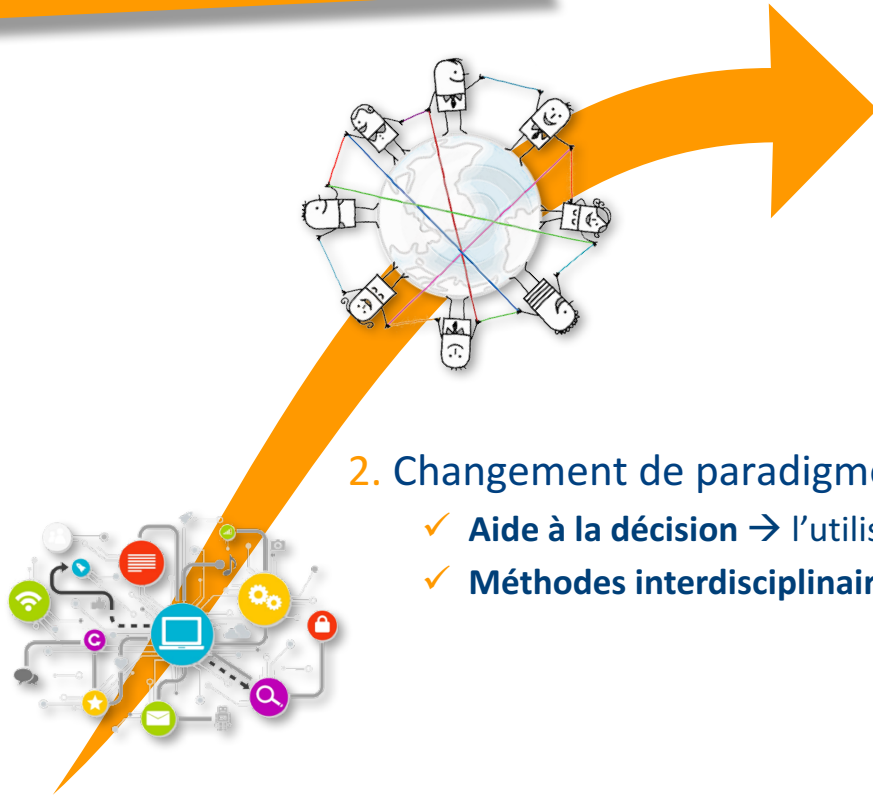 2. Changement de paradigme
✓ Aide à la décision → l’utilis
✓ Méthodes interdisciplinair